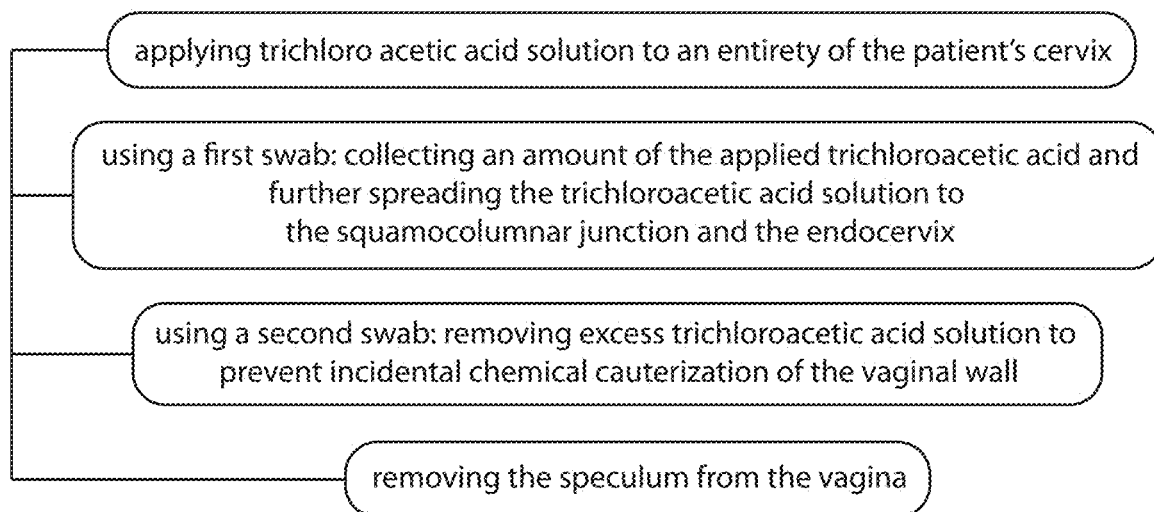 applying trichloro acetic acid solution to an entirety of the patient's cervix
using a first swab: collecting an amount of the applied trichloroacetic acid and
further spreading the trichloroacetic acid solution to
the squamocolumnar junction and the endocervix
using a second swab: removing excess trichloroacetic acid solution to
prevent incidental chemical cauterization of the vaginal wall
removing the speculum from the vagina